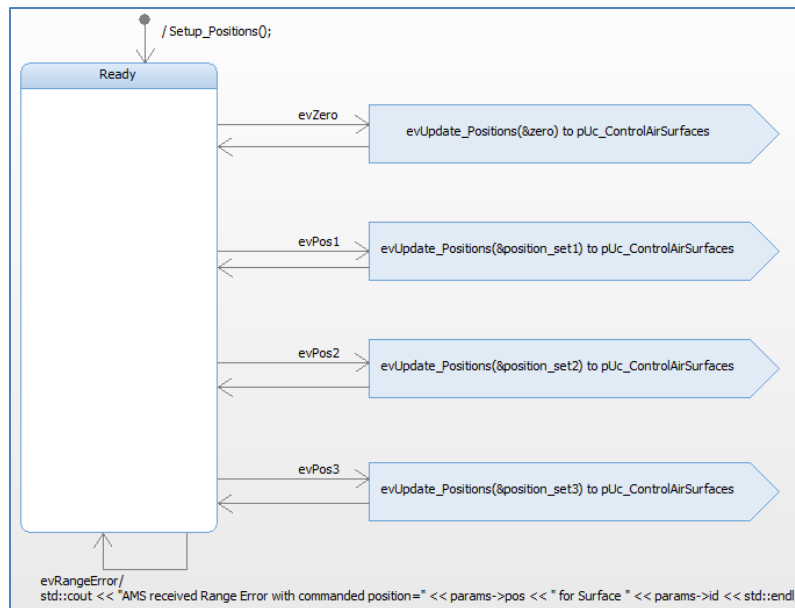 / Setup_Positions();
Ready
evZero
evUpdate_Positions(&zero) to pUc_ControlAirSurfaces
evPos1
evUpdate_Positions(&position_set1) to pUc_ControlAirSurfaces
evPos2
evUpdate_Positions(&position_set2) to pUc_ControlAirSurfaces
evPos3
evUpdate_Positions(&position_set3) to pUc_ControlAirSurfaces
evRangeError/
std::cout << "AMS received Range Error with commanded position=" << params->pos << " for Surface " << params->id << std::endl